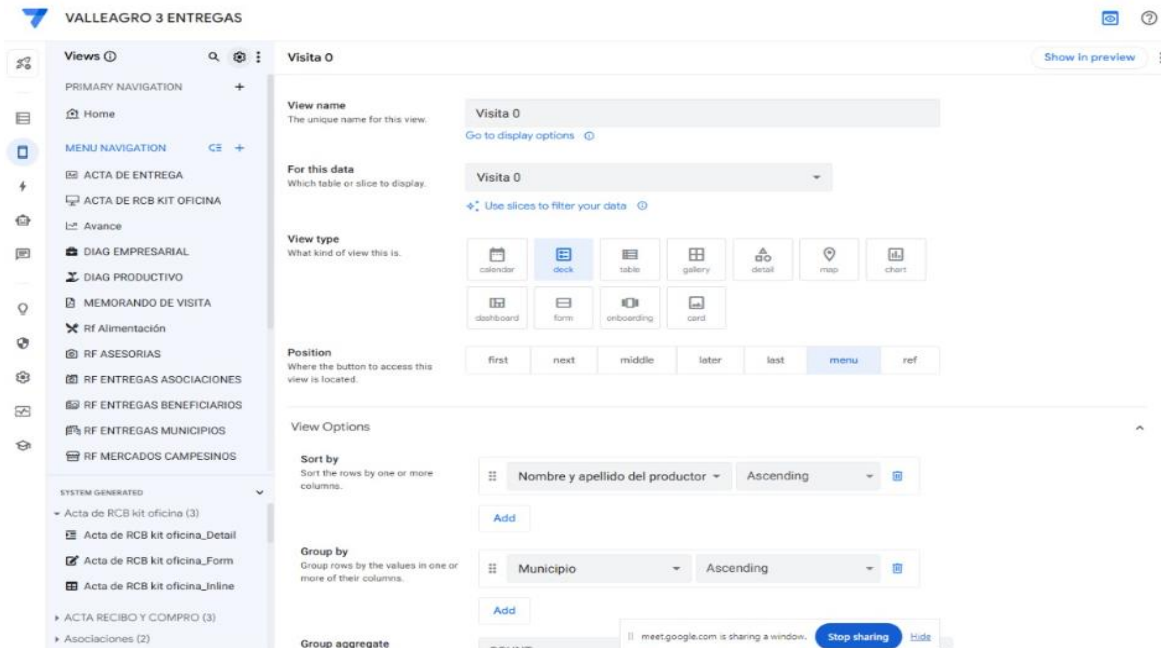 VALLEAGRO 3 ENTREGAS
Views
PRIMARY NAVIGATION
Home
MENU NAVIGATION
ACTA DE ENTREGA
ACTA DE RCB KIT OFICINA
Avance
DIAG EMPRESARIAL
DIAG PRODUCTIVO
MEMORANDO DE VISITA
Rf Alimentación
RF ASESORIAS
RF ENTREGAS ASOCIACIONES
RF ENTREGAS BENEFICIARIOS
RF ENTREGAS MUNICIPIOS
RF MERCADOS CAMPESINOS
SYSTEM GENERATED
Acta de RCB kit oficina (3)
Acta de RCB kit oficina_Detail
Acta de RCB kit oficina_Form
Acta de RCB kit oficina_Inline
ACTA RECIBO Y COMPRO (3)
Asociaciones (2)
Visita 0
Show in preview
View name
The unique name for this view.
Visita 0
Go to display options
For this data
Which table or slice to display.
Visita 0
Use slices to filter your data
View type
What kind of view this is.
calendar deck table gallery detail map chart
dashboard form onboarding card
Position
Where the button to access this
view is located.
first next middle later last menu ref
View Options
Sort by
Sort the rows by one or more
columns.
Nombre y apellido del productor Ascending
Add
Group by
Group rows by the values in one or
more of their columns.
Municipio Ascending
Add
Group aggregate
meet.google.com is sharing a window. Stop sharing Hide